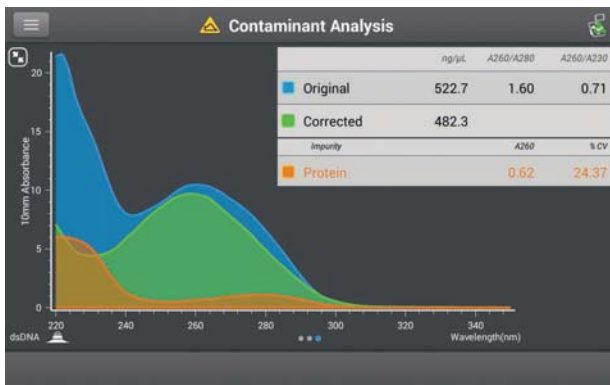 Contaminant Analysis
ng/µL A260/A280 A260/A230
Original 522.7 1.60 0.71
Corrected 482.3
Impurity A260 %CV
Protein 0.62 24.37
10mm Absorbance
20
15
10
5
0
220 240 260 280 300 320 340
dsDNA Wavelength(nm)